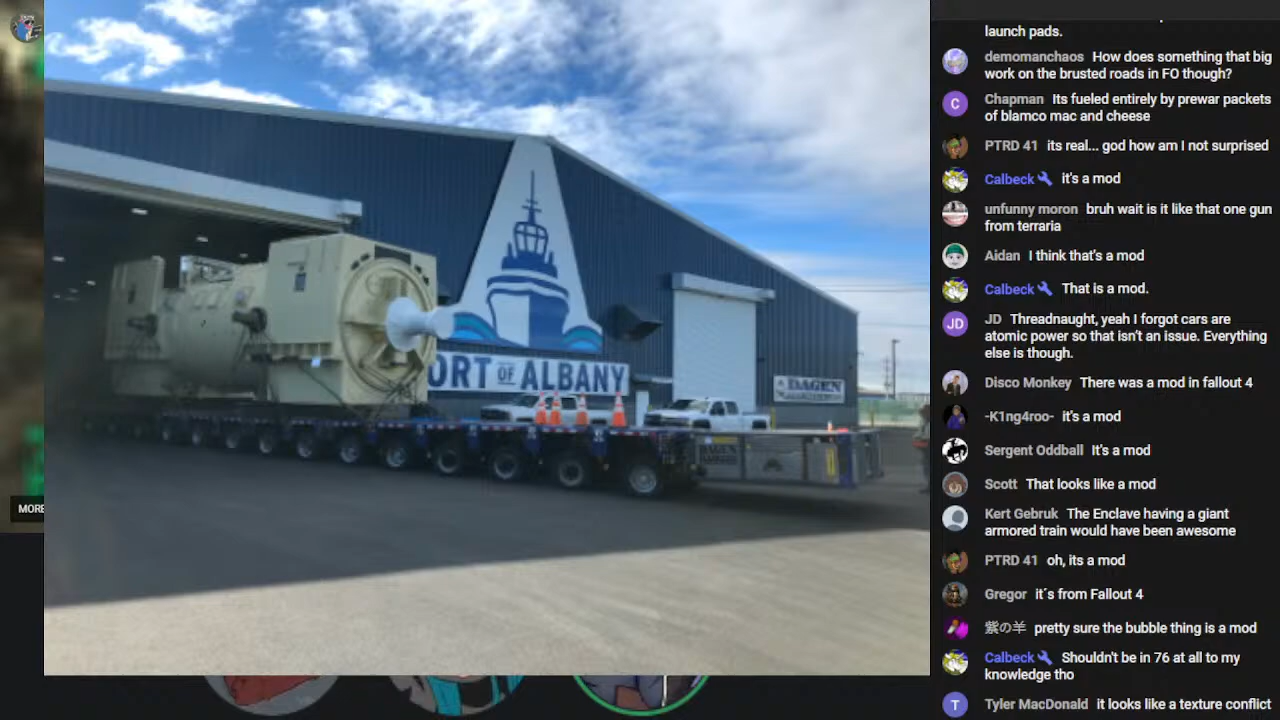 launch pads.
demomanchaos How does something that big
work on the brusted roads in FO though?
C
Chapman Its fueled entirely by prewar packets
of blamco mac and cheese
PTRD 41 its real... god how am I not surprised
Calbeck it's a mod
unfunny moron bruh wait is it like that one gun
from terraria
Aidan I think that's a mod
Calbeck That is a mod.
JD
JD Threadnaught, yeah I forgot cars are
atomic power so that isn't an issue. Everything
else is though.
Disco Monkey There was a mod in fallout 4
-K1ng4roo- it's a mod
Sergent Oddball It's a mod
Scott That looks like a mod
Kert Gebruk The Enclave having a giant
armored train would have been awesome
PTRD 41 oh, its a mod
Gregor it´s from Fallout 4
紫の羊 pretty sure the bubble thing is a mod
Calbeck Shouldn't be in 76 at all to my
knowledge tho
T
Tyler MacDonald it looks like a texture conflict
ORT OF ALBANY
DAGEN
MORE